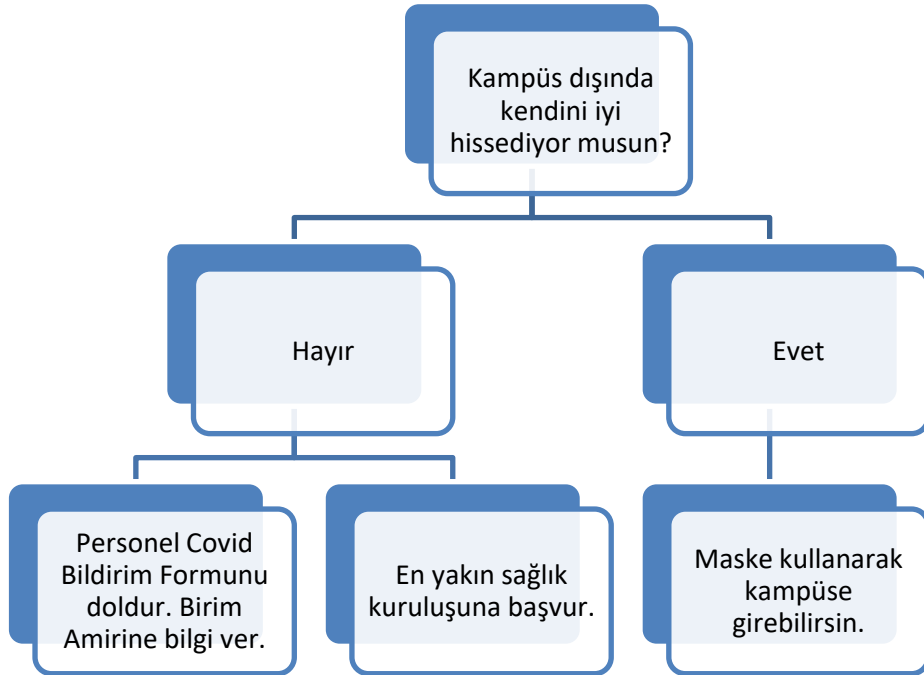 Kampüs dışında
kendini iyi
hissediyor musun?
Hayır
Evet
Personel Covid
Bildirim Formunu
doldur. Birim
Amirine bilgi ver.
En yakın sağlık
kuruluşuna başvur.
Maske kullanarak
kampüse
girebilirsin.